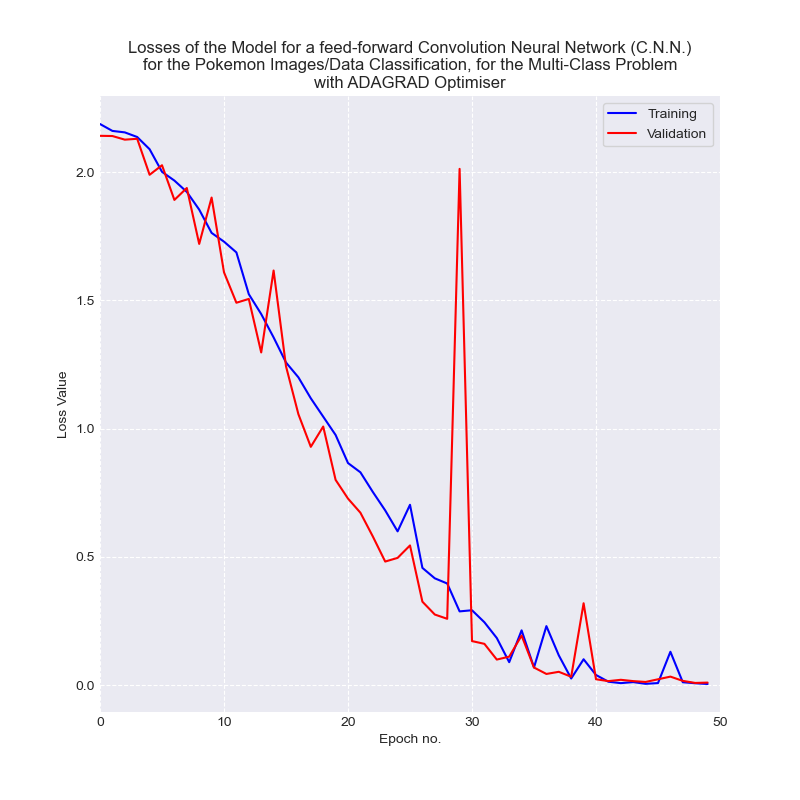 Losses of the Model for a feed-forward Convolution Neural Network (C.N.N.)
for the Pokemon Images/Data Classification, for the Multi-Class Problem
with ADAGRAD Optimiser
Training
Validation
Loss Value
2.0
1.5
1.0
0.5
0.0
0
10
20
30
40
50
Epoch no.